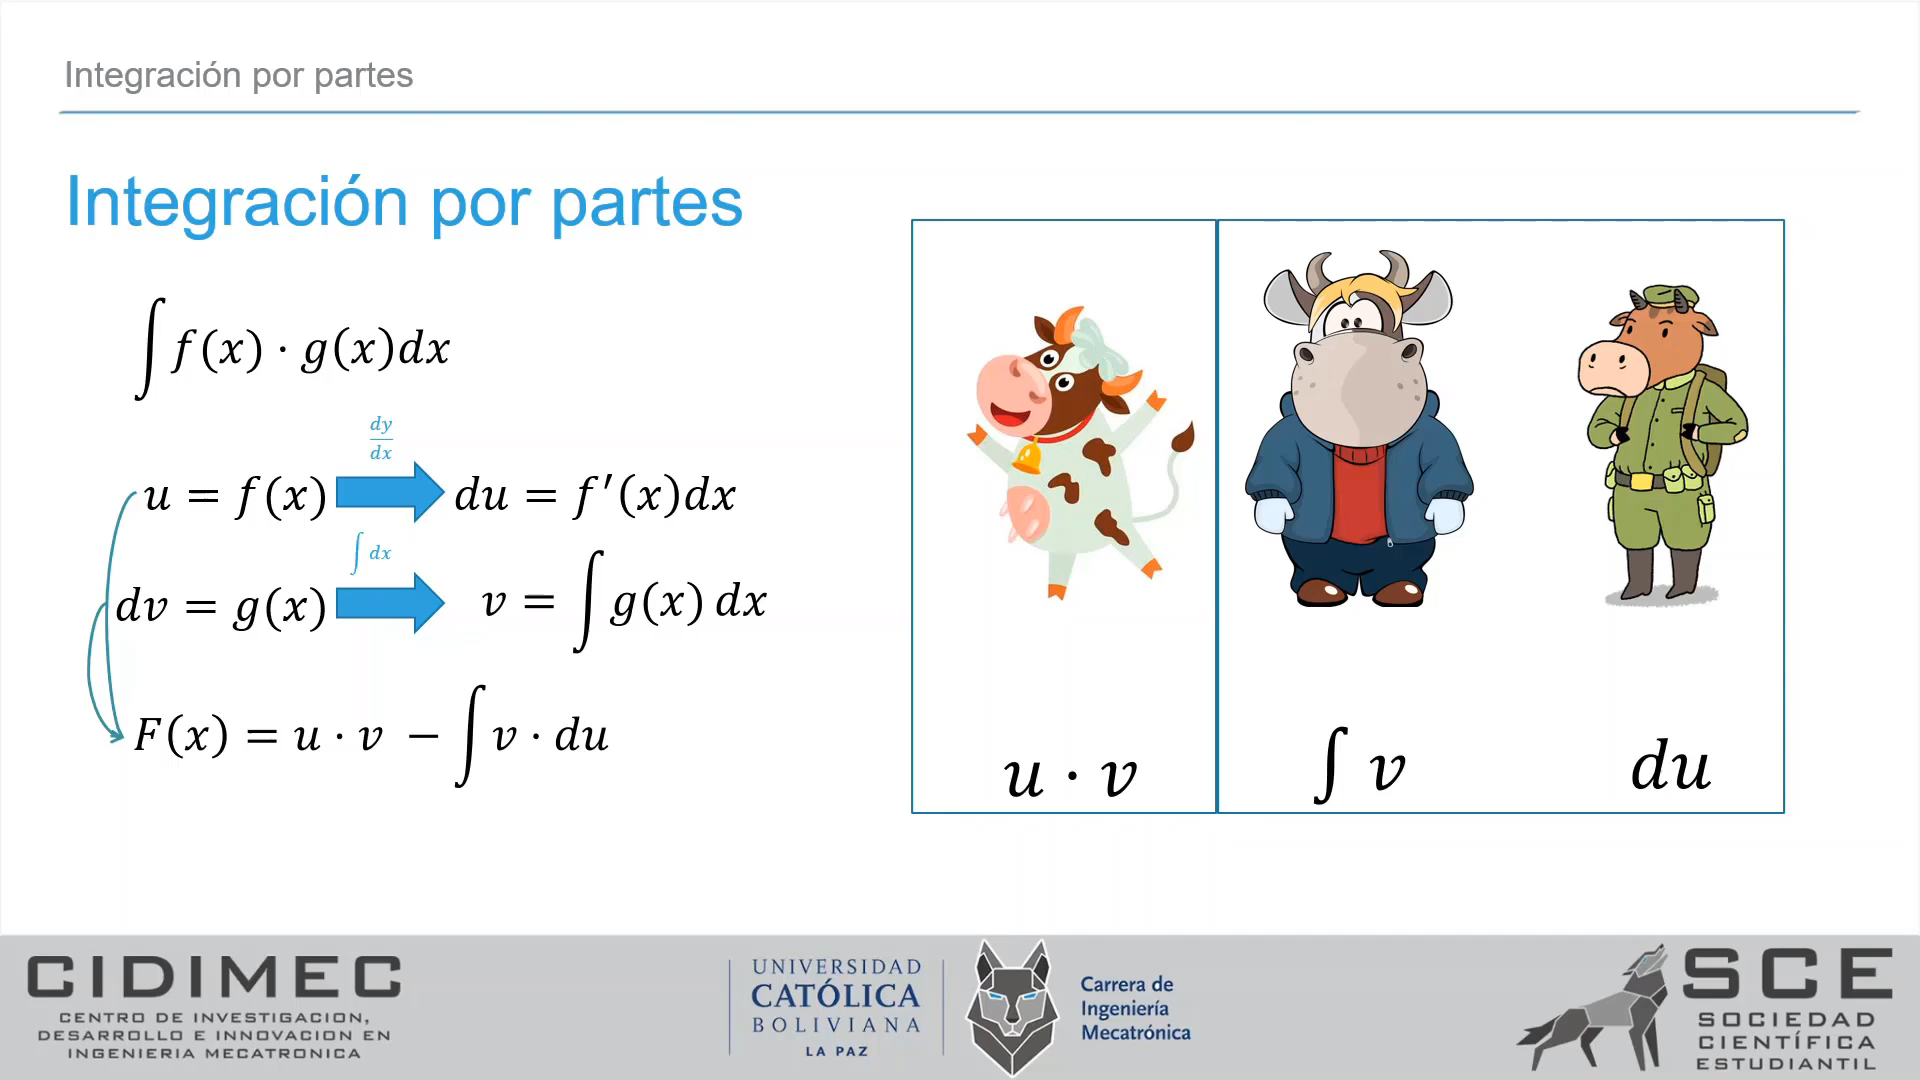 Integración por partes
Integración por partes
∫ f(x) · g(x)dx
dy/dx
u = f(x)  du = f′(x)dx
∫ dx
dv = g(x)  v = ∫ g(x) dx
F(x) = u · v − ∫ v · du
u · v  ∫ v  du
CIDIMEC
CENTRO DE INVESTIGACION,
DESARROLLO E INNOVACION EN
INGENIERIA MECATRONICA
UNIVERSIDAD
CATÓLICA
BOLIVIANA
LA PAZ
Carrera de
Ingeniería
Mecatrónica
SCE
SOCIEDAD
CIENTÍFICA
ESTUDIANTIL